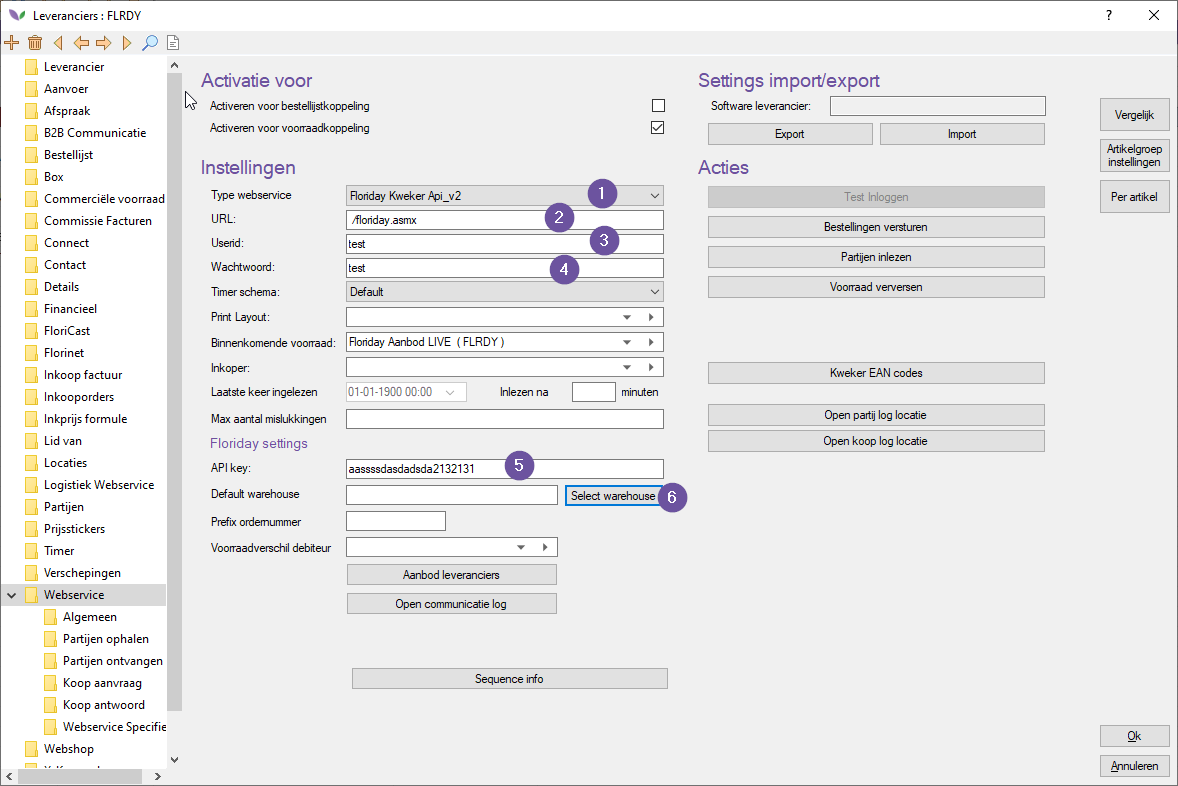 Leveranciers : FLRDY
?
Leverancier
Aanvoer
Afspraak
B2B Communicatie
Bestellijst
Box
Commerciële voorraad
Commissie Facturen
Connect
Contact
Details
Financieel
FloriCast
Florinet
Inkoop factuur
Inkooporders
Inkprijs formule
Lid van
Locaties
Logistiek Webservice
Partijen
Prijsstickers
Timer
Verschepingen
Webservice
Algemeen
Partijen ophalen
Partijen ontvangen
Koop aanvraag
Koop antwoord
Webservice Specifie
Webshop
Activatie voor
Activeren voor bestellijstkoppeling
Activeren voor voorraadkoppeling
Instellingen
Type webservice Floriday Kweker Api_v2 1
URL: /floriday.asmx 2
Userid: test 3
Wachtwoord: test 4
Timer schema: Default
Print Layout:
Binnenkomende voorraad: Floriday Aanbod LIVE ( FLRDY )
Inkoper:
Laatste keer ingelezen 01-01-1900 00:00 Inlezen na minuten
Max aantal mislukkingen
Floriday settings
API key: aassssdasdadsda2132131 5
Default warehouse Select warehouse 6
Prefix ordernummer
Voorraadverschil debiteur
Aanbod leveranciers
Open communicatie log
Sequence info
Settings import/export
Software leverancier:
Export Import
Acties
Test Inloggen
Bestellingen versturen
Partijen inlezen
Voorraad verversen
Kweker EAN codes
Open partij log locatie
Open koop log locatie
Vergelijk
Artikelgroep
instellingen
Per artikel
Ok
Annuleren